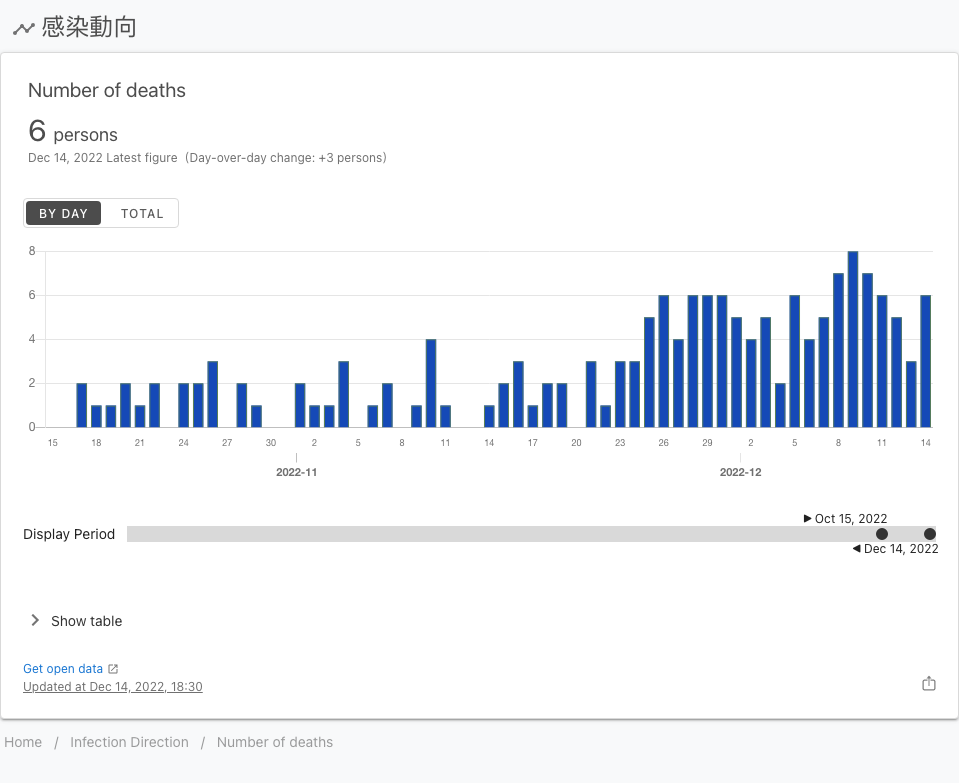 感染動向
Number of deaths
6 persons
Dec 14, 2022 Latest figure (Day-over-day change: +3 persons)
BY DAY TOTAL
8
6
4
2
0
15 18 21 24 27 30 2 5 8 11 14 17 20 23 26 29 2 5 8 11 14
2022-11 2022-12
Oct 15, 2022
Display Period
Dec 14, 2022
Show table
Get open data
Updated at Dec 14, 2022, 18:30
Home / Infection Direction / Number of deaths